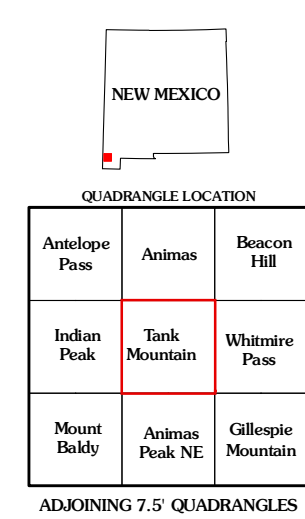 NEW MEXICO
QUADRANGLE LOCATION
Antelope
Pass
Animas
Beacon
Hill
Indian
Peak
Tank
Mountain
Whitmire
Pass
Mount
Baldy
Animas
Peak NE
Gillespie
Mountain
ADJOINING 7.5' QUADRANGLES